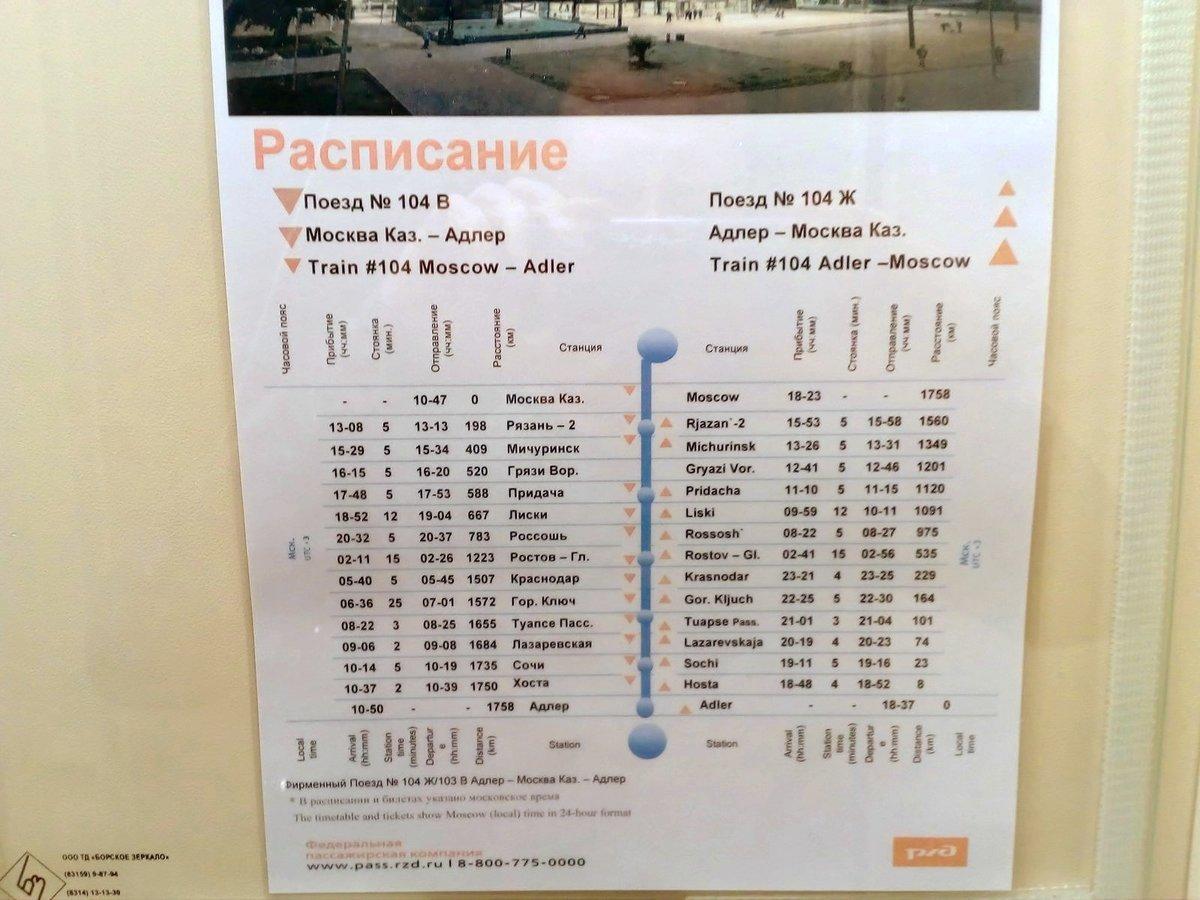 Расписание
Поезд № 104 В
Москва Каз. – Адлер
Train #104 Moscow – Adler
Поезд № 104 Ж
Адлер – Москва Каз.
Train #104 Adler –Moscow
Часовой пояс Прибытие (чч:мм) Стоянка (мин.) Отправление (чч:мм) Расстояние (км) Станция
Станция Прибытие (чч:мм) Стоянка (мин.) Отправление (чч:мм) Расстояние (км) Часовой пояс
- - 10-47 0 Москва Каз. Moscow 18-23 - - 1758
13-08 5 13-13 198 Рязань – 2 Rjazan`-2 15-53 5 15-58 1560
15-29 5 15-34 409 Мичуринск Michurinsk 13-26 5 13-31 1349
16-15 5 16-20 520 Грязи Вор. Gryazi Vor. 12-41 5 12-46 1201
17-48 5 17-53 588 Придача Pridacha 11-10 5 11-15 1120
18-52 12 19-04 667 Лиски Liski 09-59 12 10-11 1091
20-32 5 20-37 783 Россошь Rossosh` 08-22 5 08-27 975
Мск. UTC +3
02-11 15 02-26 1223 Ростов – Гл. Rostov – Gl. 02-41 15 02-56 535
Мск. UTC +3
05-40 5 05-45 1507 Краснодар Krasnodar 23-21 4 23-25 229
06-36 25 07-01 1572 Гор. Ключ Gor. Kljuch 22-25 5 22-30 164
08-22 3 08-25 1655 Туапсе Пасс. Tuapse Pass. 21-01 3 21-04 101
09-06 2 09-08 1684 Лазаревская Lazarevskaja 20-19 4 20-23 74
10-14 5 10-19 1735 Сочи Sochi 19-11 5 19-16 23
10-37 2 10-39 1750 Хоста Hosta 18-48 4 18-52 8
10-50 - - 1758 Адлер Adler - - 18-37 0
Local time Arrival (hh:mm) Station time (minutes) Departure (hh:mm) Distance (km) Station
Station Arrival (hh:mm) Station time (minutes) Departure (hh:mm) Distance (km) Local time
Фирменный Поезд № 104 Ж/103 В Адлер – Москва Каз. – Адлер
* В расписании и билетах указано московское время
The timetable and tickets show Moscow (local) time in 24-hour format
Федеральная
пассажирская компания
www.pass.rzd.ru | 8-800-775-0000
ржд
ООО ТД «БОРСКОЕ ЗЕРКАЛО»
(83159) 9-87-94
(8314) 13-13-30
БЗ